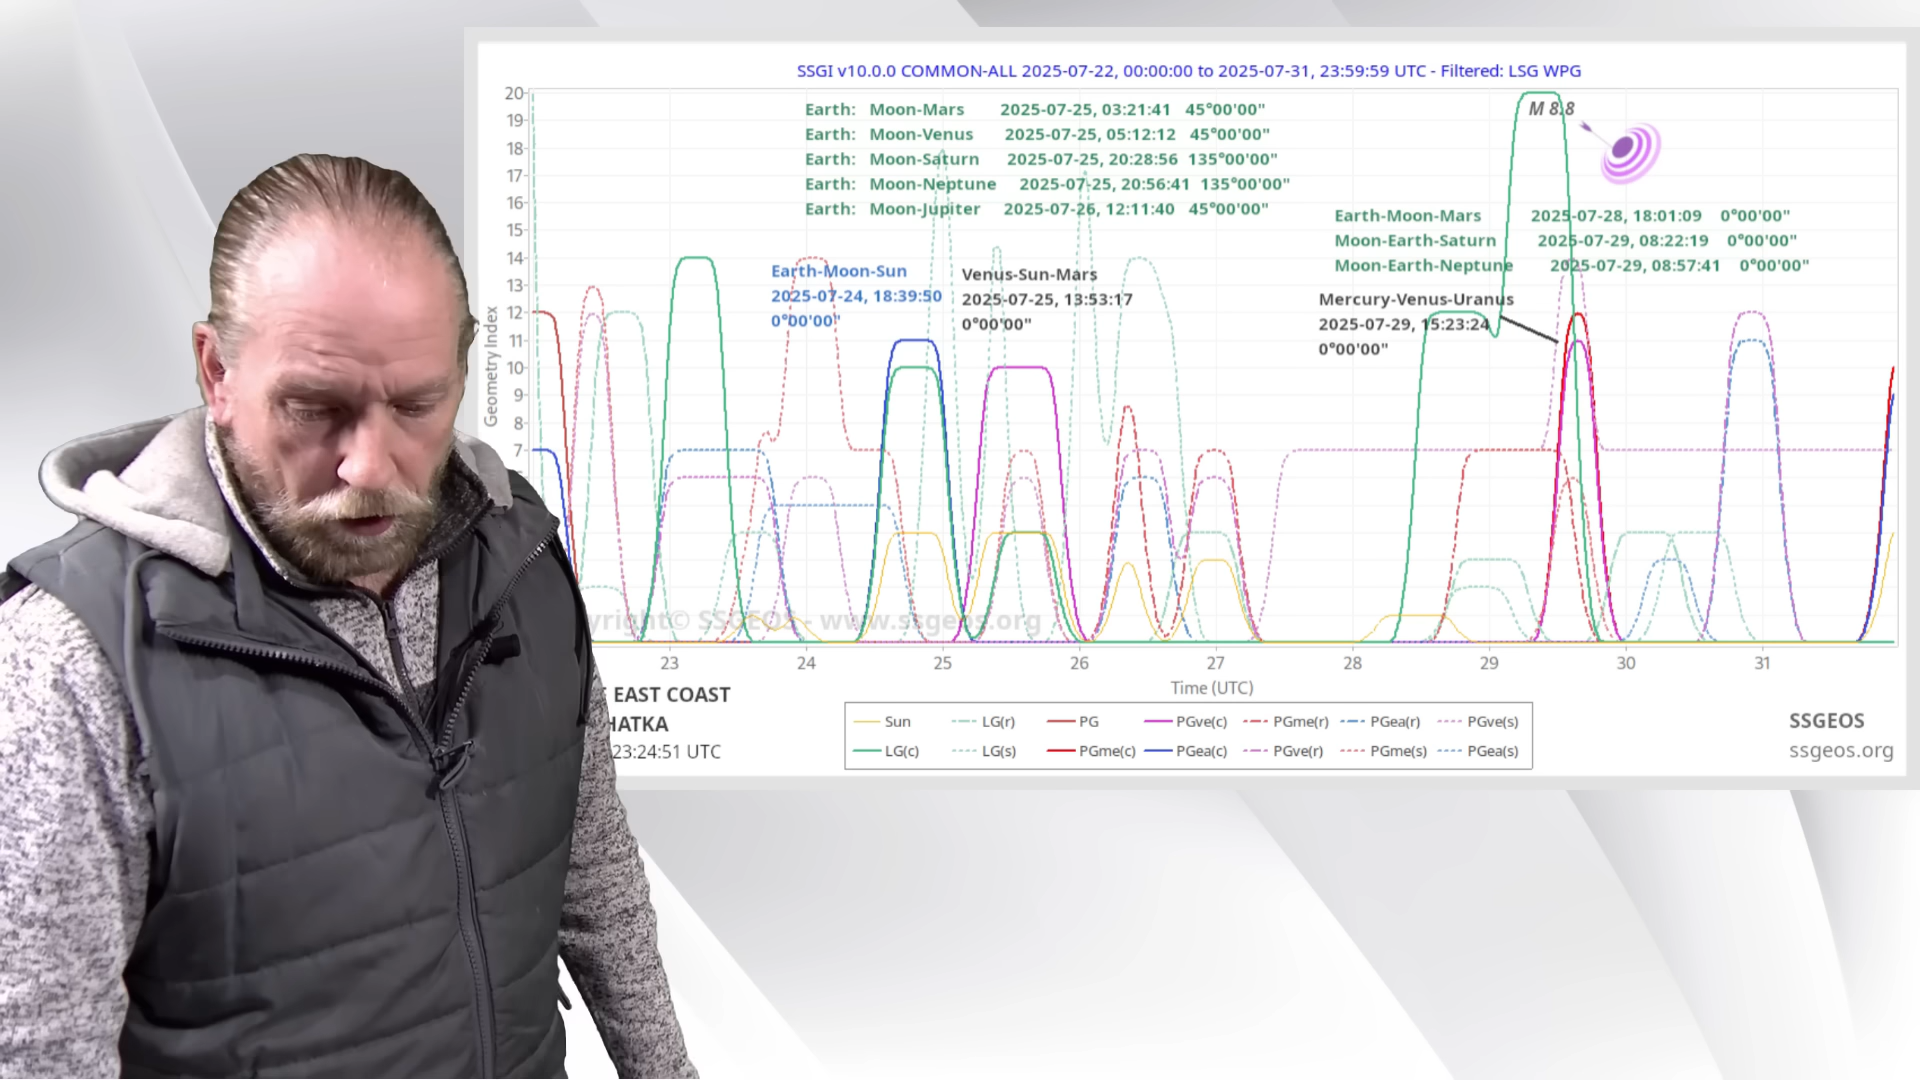 SSGI v10.0.0 COMMON-ALL 2025-07-22, 00:00:00 to 2025-07-31, 23:59:59 UTC - Filtered: LSG WPG
Earth: Moon-Mars 2025-07-25, 03:21:41 45°00'00"
Earth: Moon-Venus 2025-07-25, 05:12:12 45°00'00"
Earth: Moon-Saturn 2025-07-25, 20:28:56 135°00'00"
Earth: Moon-Neptune 2025-07-25, 20:56:41 135°00'00"
Earth: Moon-Jupiter 2025-07-26, 12:11:40 45°00'00"
M 8.8
Earth-Moon-Mars 2025-07-28, 18:01:09 0°00'00"
Moon-Earth-Saturn 2025-07-29, 08:22:19 0°00'00"
Moon-Earth-Neptune 2025-07-29, 08:57:41 0°00'00"
Earth-Moon-Sun
2025-07-24, 18:39:50
0°00'00"
Venus-Sun-Mars
2025-07-25, 13:53:17
0°00'00"
Mercury-Venus-Uranus
2025-07-29, 15:23:24
0°00'00"
20
19
18
17
16
15
14
13
12
11
10
9
8
7
Geometry Index
yright© SSGEOS - www.ssgeos.org
23 24 25 26 27 28 29 30 31
Time (UTC)
EAST COAST
HATKA
23:24:51 UTC
Sun LG(r) PG PGve(c) PGme(r) PGea(r) PGve(s)
LG(c) LG(s) PGme(c) PGea(c) PGve(r) PGme(s) PGea(s)
SSGEOS
ssgeos.org